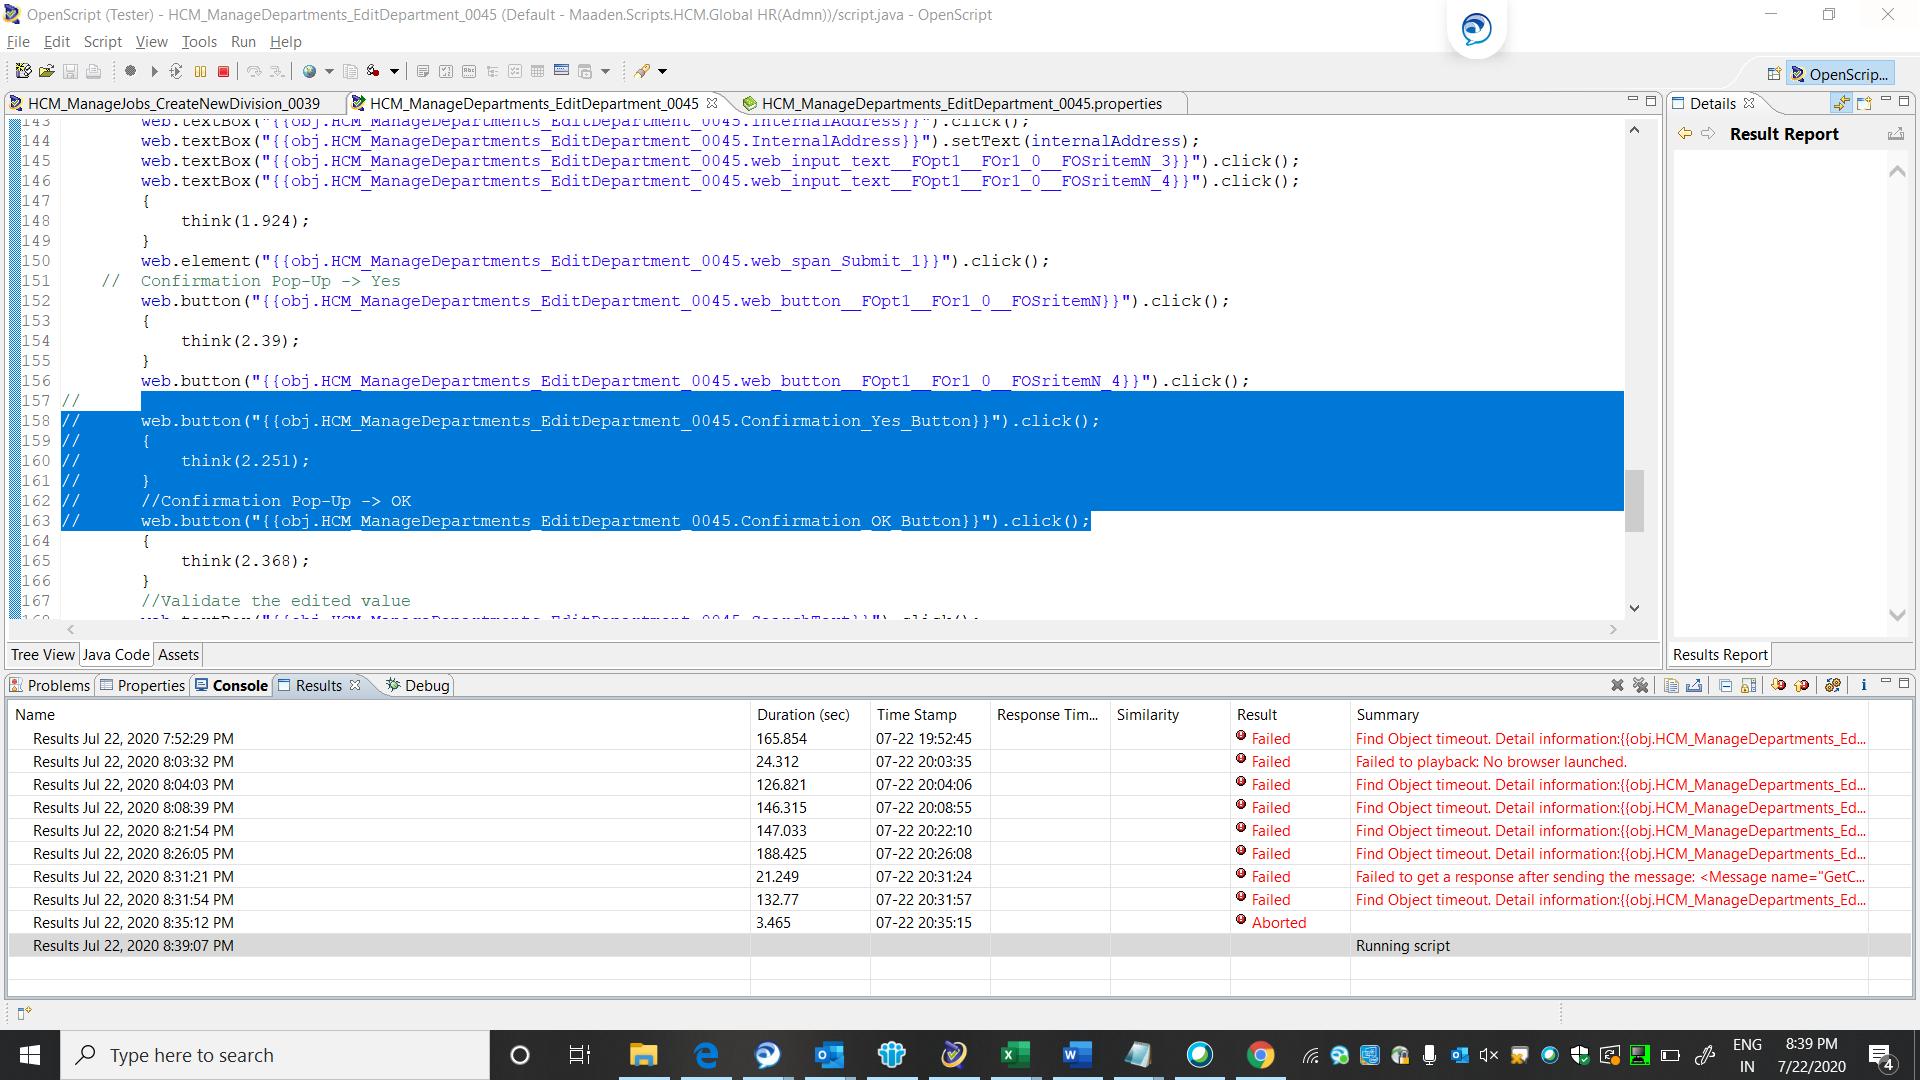 OpenScript (Tester) - HCM_ManageDepartments_EditDepartment_0045 (Default - Maaden.Scripts.HCM.Global HR(Admn))/script.java - OpenScript
File Edit Script View Tools Run Help
OpenScrip...
HCM_ManageJobs_CreateNewDivision_0039 HCM_ManageDepartments_EditDepartment_0045 HCM_ManageDepartments_EditDepartment_0045.properties
Details
Result Report
143 web.textBox("{{obj.HCM_ManageDepartments_EditDepartment_0045.InternalAddress}}").click();
144 web.textBox("{{obj.HCM_ManageDepartments_EditDepartment_0045.InternalAddress}}").setText(internalAddress);
145 web.textBox("{{obj.HCM_ManageDepartments_EditDepartment_0045.web_input_text__FOpt1__FOr1_0__FOSritemN_3}}").click();
146 web.textBox("{{obj.HCM_ManageDepartments_EditDepartment_0045.web_input_text__FOpt1__FOr1_0__FOSritemN_4}}").click();
147 {
148 think(1.924);
149 }
150 web.element("{{obj.HCM_ManageDepartments_EditDepartment_0045.web_span_Submit_1}}").click();
151 // Confirmation Pop-Up -> Yes
152 web.button("{{obj.HCM_ManageDepartments_EditDepartment_0045.web_button__FOpt1__FOr1_0__FOSritemN}}").click();
153 {
154 think(2.39);
155 }
156 web.button("{{obj.HCM_ManageDepartments_EditDepartment_0045.web_button__FOpt1__FOr1_0__FOSritemN_4}}").click();
157 //
158 // web.button("{{obj.HCM_ManageDepartments_EditDepartment_0045.Confirmation_Yes_Button}}").click();
159 // {
160 // think(2.251);
161 // }
162 // //Confirmation Pop-Up -> OK
163 // web.button("{{obj.HCM_ManageDepartments_EditDepartment_0045.Confirmation_OK_Button}}").click();
164 {
165 think(2.368);
166 }
167 //Validate the edited value
168 web.textBox("{{obj.HCM_ManageDepartments_EditDepartment_0045.SearchText}}").click();
Tree View Java Code Assets
Results Report
Problems Properties Console Results Debug
Name Duration (sec) Time Stamp Response Tim... Similarity Result Summary
Results Jul 22, 2020 7:52:29 PM 165.854 07-22 19:52:45 Failed Find Object timeout. Detail information:{{obj.HCM_ManageDepartments_Ed...
Results Jul 22, 2020 8:03:32 PM 24.312 07-22 20:03:35 Failed Failed to playback: No browser launched.
Results Jul 22, 2020 8:04:03 PM 126.821 07-22 20:04:06 Failed Find Object timeout. Detail information:{{obj.HCM_ManageDepartments_Ed...
Results Jul 22, 2020 8:08:39 PM 146.315 07-22 20:08:55 Failed Find Object timeout. Detail information:{{obj.HCM_ManageDepartments_Ed...
Results Jul 22, 2020 8:21:54 PM 147.033 07-22 20:22:10 Failed Find Object timeout. Detail information:{{obj.HCM_ManageDepartments_Ed...
Results Jul 22, 2020 8:26:05 PM 188.425 07-22 20:26:08 Failed Find Object timeout. Detail information:{{obj.HCM_ManageDepartments_Ed...
Results Jul 22, 2020 8:31:21 PM 21.249 07-22 20:31:24 Failed Failed to get a response after sending the message: <Message name="GetC...
Results Jul 22, 2020 8:31:54 PM 132.77 07-22 20:31:57 Failed Find Object timeout. Detail information:{{obj.HCM_ManageDepartments_Ed...
Results Jul 22, 2020 8:35:12 PM 3.465 07-22 20:35:15 Aborted
Results Jul 22, 2020 8:39:07 PM Running script
Type here to search
ENG
IN
8:39 PM
7/22/2020
4